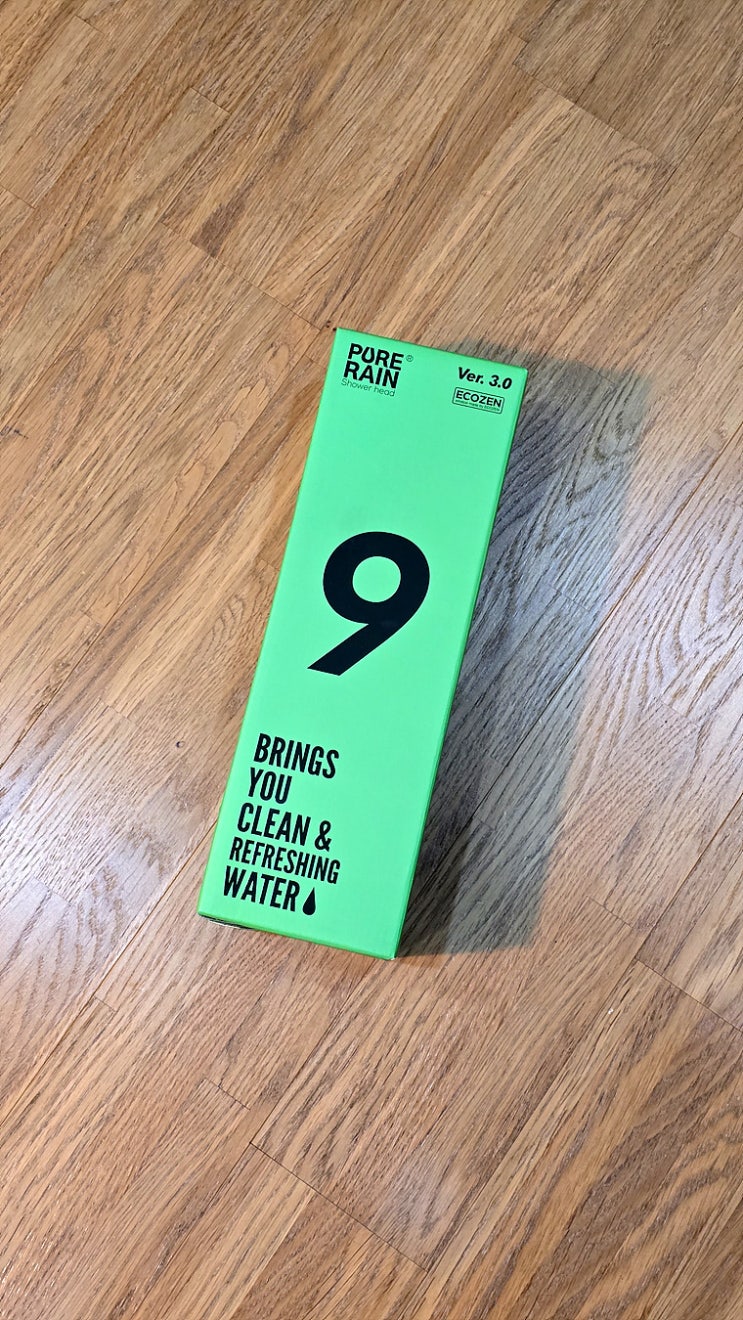 PURE
RAIN®
Shower head
Ver. 3.0
ECOZEN
9
BRINGS
YOU
CLEAN &
REFRESHING
WATER